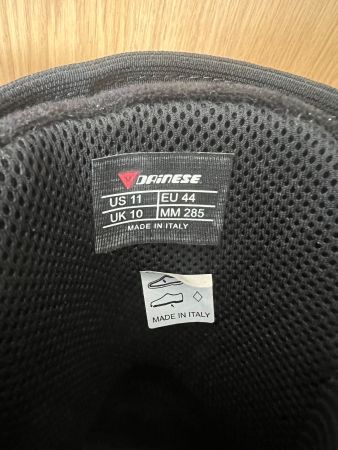 DAINESE
US 11 EU 44
UK 10 MM 285
MADE IN ITALY
MADE IN ITALY